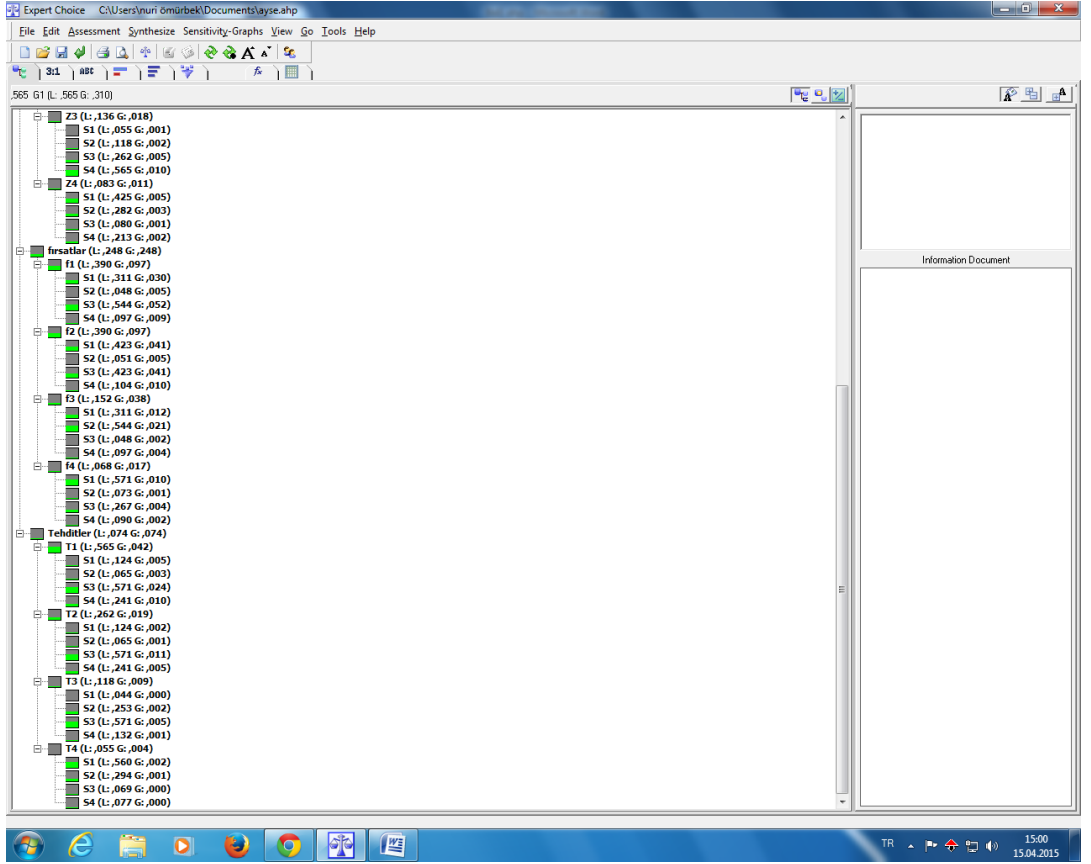 Expert Choice C:\Users\nuri ömürbek\Documents\ayse.ahp
File Edit Assessment Synthesize Sensitivity-Graphs View Go Tools Help
3:1 ABC fx
,565 G1 (L: ,565 G: ,310)
Z3 (L: ,136 G: ,018)
S1 (L: ,055 G: ,001)
S2 (L: ,118 G: ,002)
S3 (L: ,262 G: ,005)
S4 (L: ,565 G: ,010)
Z4 (L: ,083 G: ,011)
S1 (L: ,425 G: ,005)
S2 (L: ,282 G: ,003)
S3 (L: ,080 G: ,001)
S4 (L: ,213 G: ,002)
fırsatlar (L: ,248 G: ,248)
f1 (L: ,390 G: ,097)
S1 (L: ,311 G: ,030)
S2 (L: ,048 G: ,005)
S3 (L: ,544 G: ,052)
S4 (L: ,097 G: ,009)
f2 (L: ,390 G: ,097)
S1 (L: ,423 G: ,041)
S2 (L: ,051 G: ,005)
S3 (L: ,423 G: ,041)
S4 (L: ,104 G: ,010)
f3 (L: ,152 G: ,038)
S1 (L: ,311 G: ,012)
S2 (L: ,544 G: ,021)
S3 (L: ,048 G: ,002)
S4 (L: ,097 G: ,004)
f4 (L: ,068 G: ,017)
S1 (L: ,571 G: ,010)
S2 (L: ,073 G: ,001)
S3 (L: ,267 G: ,004)
S4 (L: ,090 G: ,002)
Tehditler (L: ,074 G: ,074)
T1 (L: ,565 G: ,042)
S1 (L: ,124 G: ,005)
S2 (L: ,065 G: ,003)
S3 (L: ,571 G: ,024)
S4 (L: ,241 G: ,010)
T2 (L: ,262 G: ,019)
S1 (L: ,124 G: ,002)
S2 (L: ,065 G: ,001)
S3 (L: ,571 G: ,011)
S4 (L: ,241 G: ,005)
T3 (L: ,118 G: ,009)
S1 (L: ,044 G: ,000)
S2 (L: ,253 G: ,002)
S3 (L: ,571 G: ,005)
S4 (L: ,132 G: ,001)
T4 (L: ,055 G: ,004)
S1 (L: ,560 G: ,002)
S2 (L: ,294 G: ,001)
S3 (L: ,069 G: ,000)
S4 (L: ,077 G: ,000)
Information Document
TR
15:00
15.04.2015